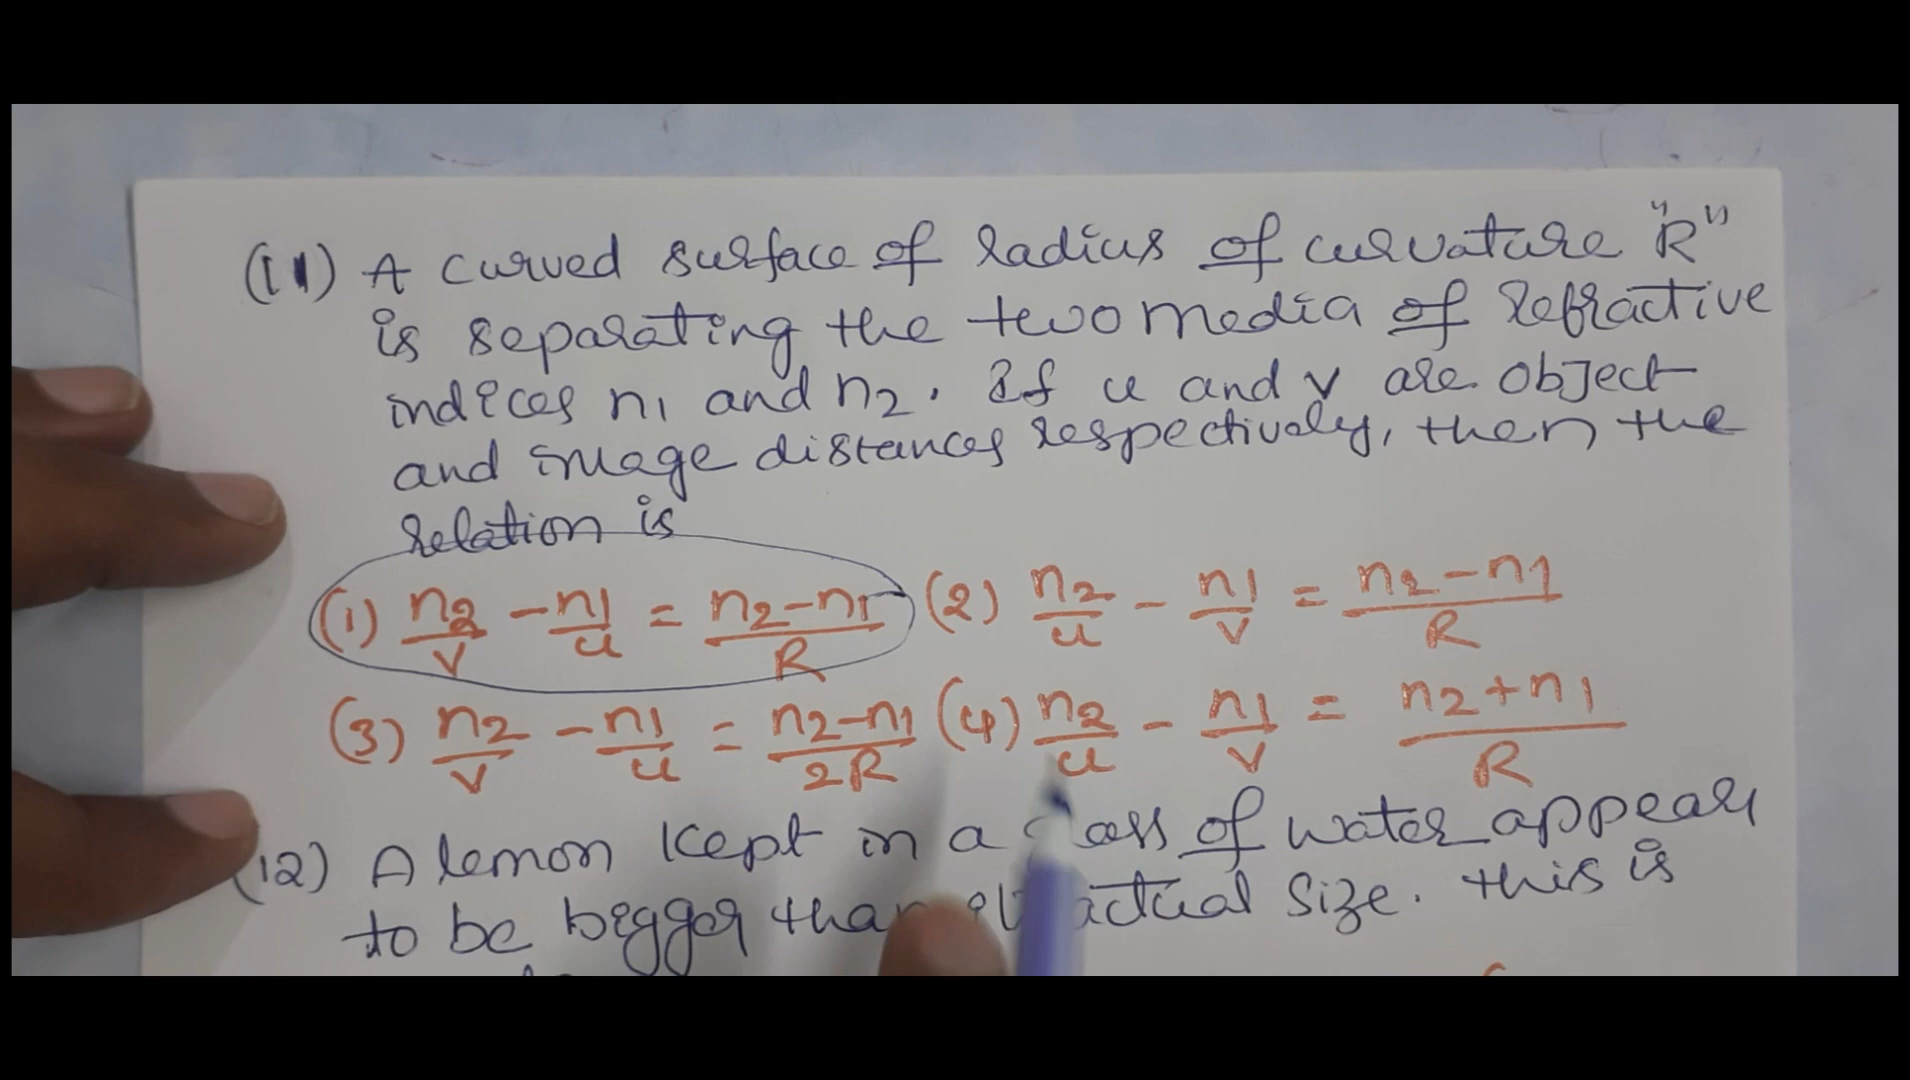 (11) A curved surface of radius of curvature "R"
is separating the two media of refractive
indices n1 and n2. If u and v are object
and image distances respectively, then the
relation is
(1) n2/v - n1/u = n2-n1/R (2) n2/u - n1/v = n2-n1/R
(3) n2/v - n1/u = n2-n1/2R (4) n2/u - n1/v = n2+n1/R
(12) A lemon kept in a of water appears
to be bigger than actual size. this is